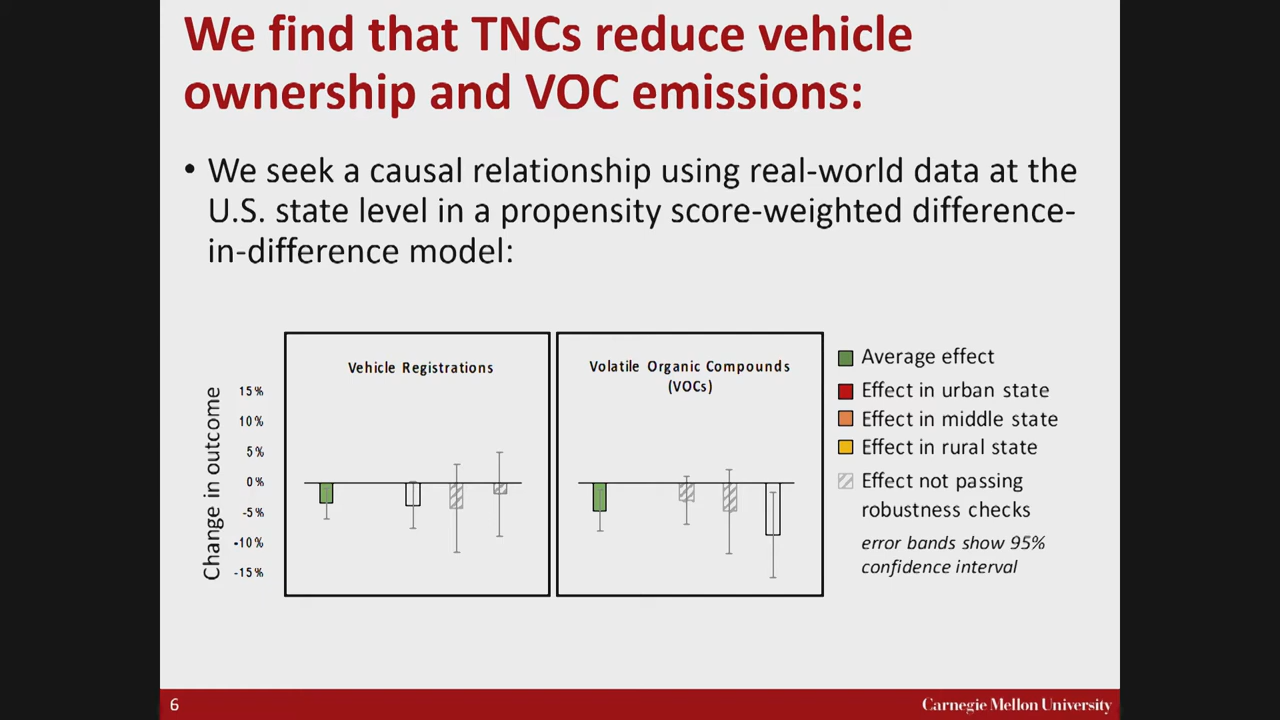 We find that TNCs reduce vehicle
ownership and VOC emissions:
• We seek a causal relationship using real-world data at the
U.S. state level in a propensity score-weighted difference-
in-difference model:
Change in outcome
15%
10%
5%
0%
-5%
-10%
-15%
Vehicle Registrations
Volatile Organic Compounds
(VOCs)
Average effect
Effect in urban state
Effect in middle state
Effect in rural state
Effect not passing
robustness checks
error bands show 95%
confidence interval
6
Carnegie Mellon University